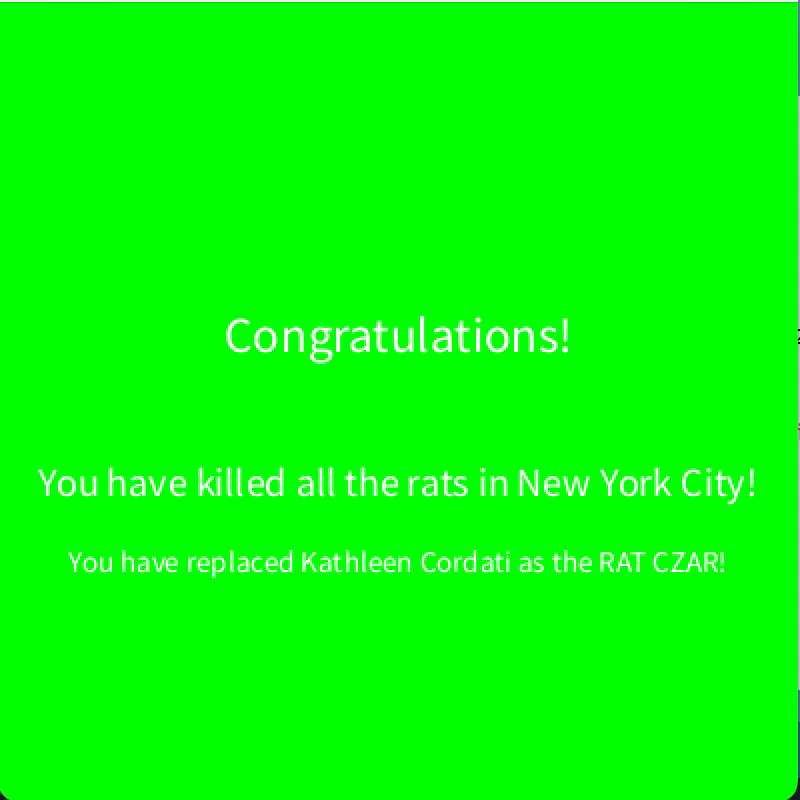 Congratulations!
You have killed all the rats in New York City!
You have replaced Kathleen Cordati as the RAT CZAR!